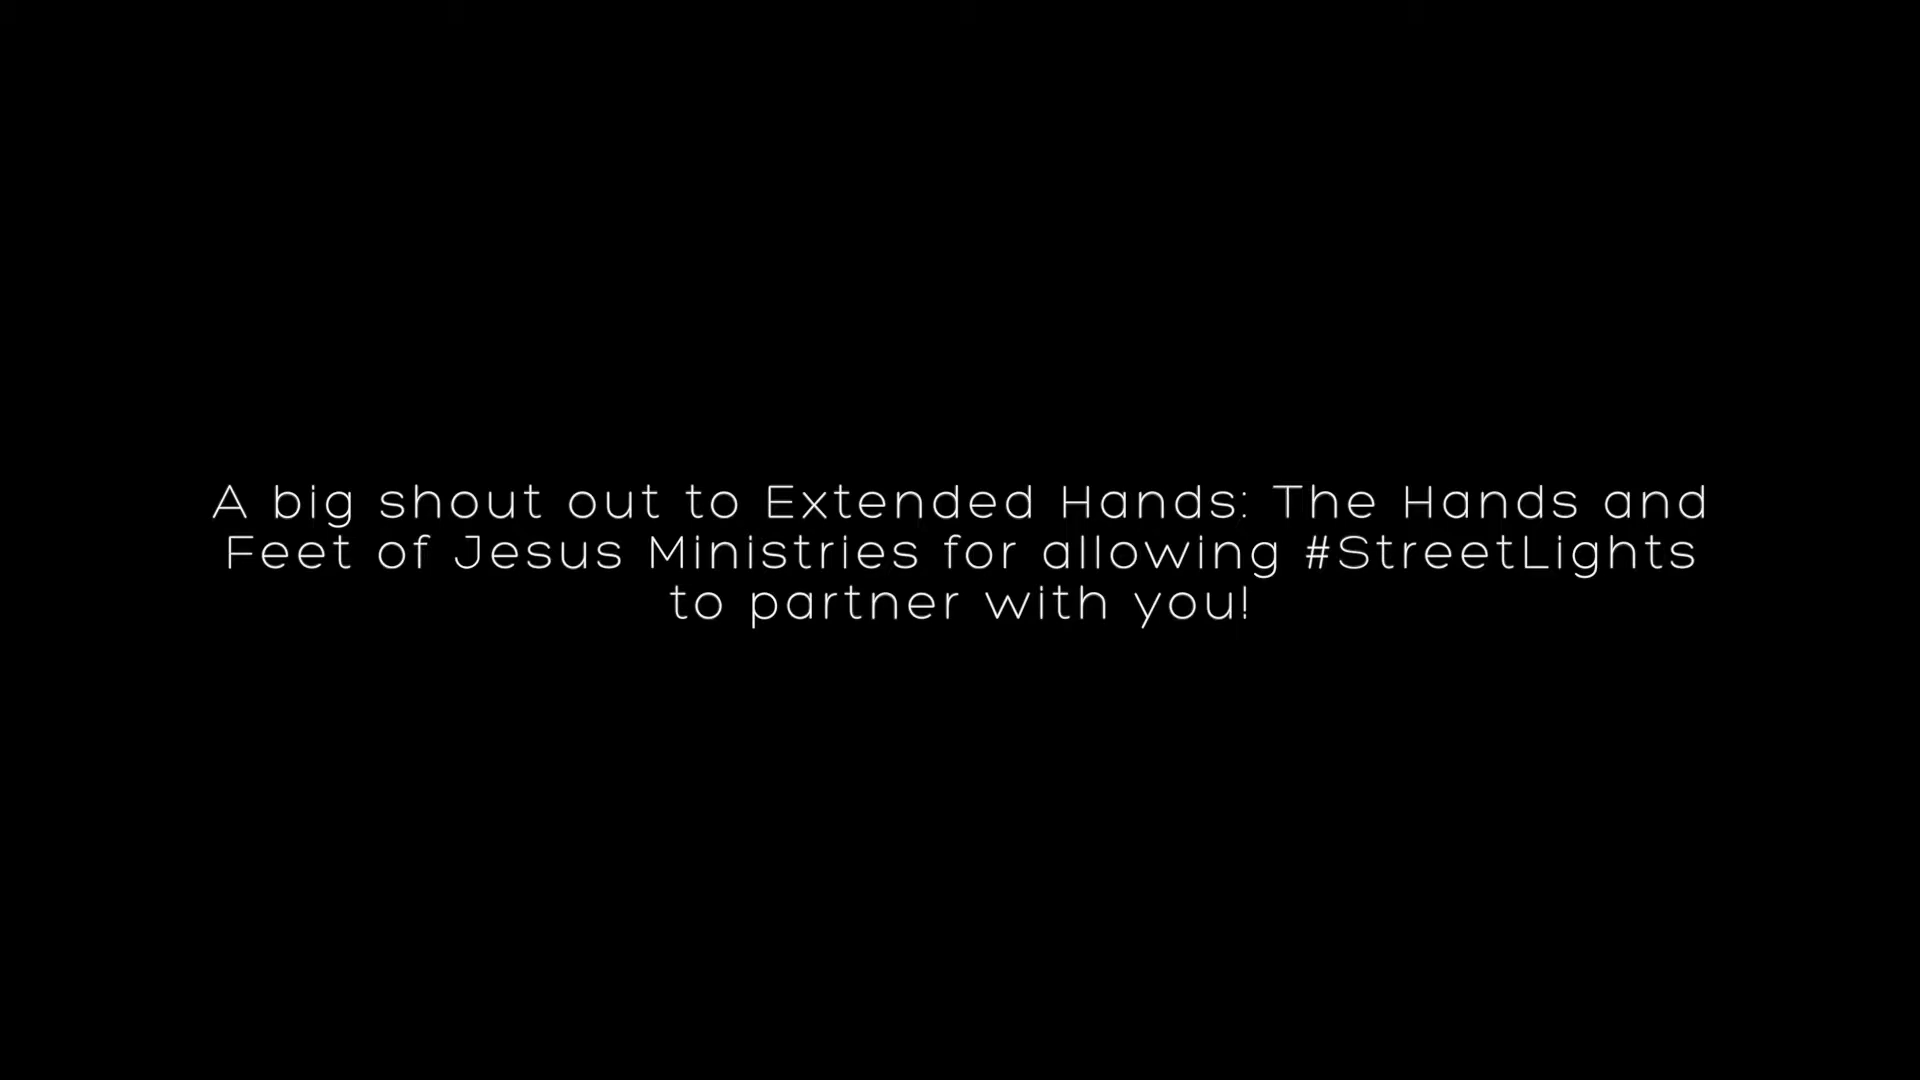 A big shout out to Extended Hands: The Hands and
Feet of Jesus Ministries for allowing #StreetLights
to partner with you!